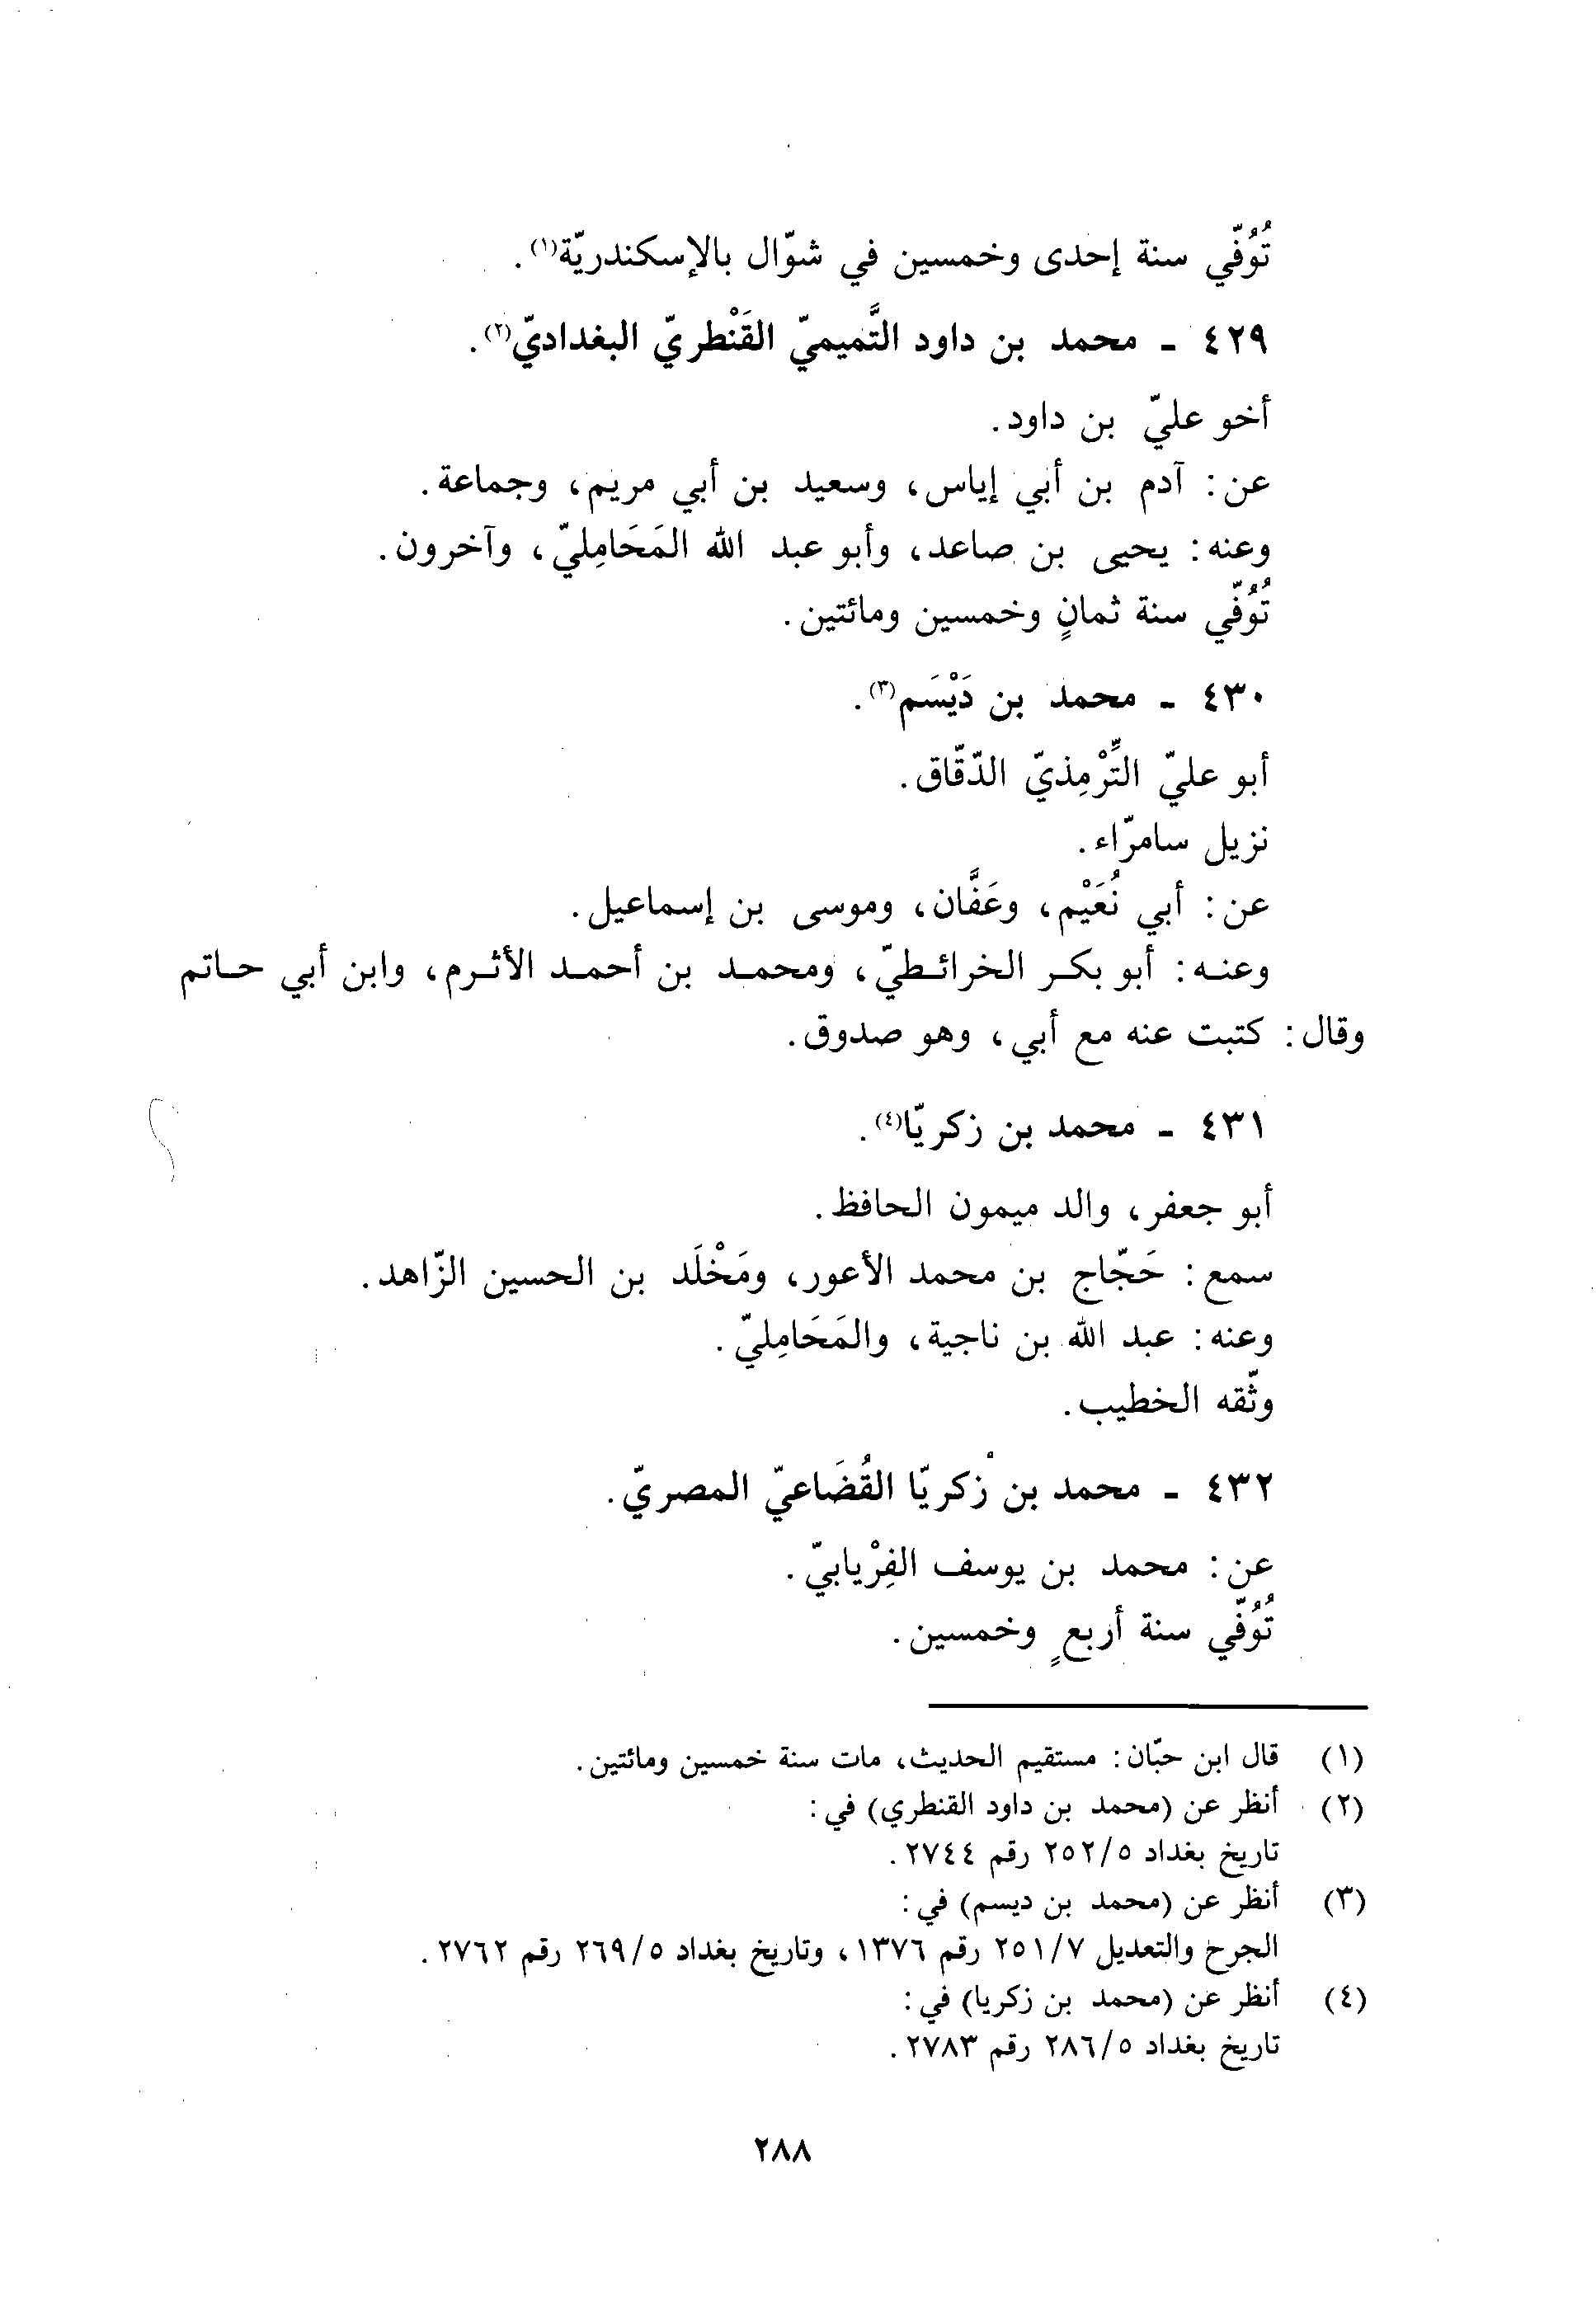 تُوُفّي سنة إحدى وخمسين في شوّال بالإسكندريّة(١).
٤٢٩ - محمد بن داود التَّميميّ القَنْطريّ البغداديّ(٢).
أخو عليّ بن داود.
عن: آدم بن أبي إياس، وسعيد بن أبي مريم، وجماعة.
وعنه: يحيى بن صاعد، وأبو عبد الله المَحَامِليّ، وآخرون.
تُوُفّي سنة ثمانٍ وخمسين ومائتين.
٤٣٠ - محمد بن دَيْسَم(٣).
أبو عليّ التِّرْمِذيّ الدّقّاق.
نزيل سامرّاء.
عن: أبي نُعَيْم، وعَفَّان، وموسى بن إسماعيل.
وعنه: أبو بكر الخرائطيّ، ومحمد بن أحمد الأثرم، وابن أبي حاتم
وقال: كتبت عنه مع أبي، وهو صدوق.
٤٣١ - محمد بن زكريّا(٤).
أبو جعفر، والد ميمون الحافظ.
سمع: حَجّاج بن محمد الأعور، ومَخْلَد بن الحسين الزّاهد.
وعنه: عبد الله بن ناجية، والمَحَامِليّ.
وثّقه الخطيب.
٤٣٢ - محمد بن زكريّا القُضَاعيّ المصريّ.
عن: محمد بن يوسف الفِرْيابيّ.
تُوُفّي سنة أربعٍ وخمسين.
(١) قال ابن حبّان: مستقيم الحديث، مات سنة خمسين ومائتين.
(٢) أنظر عن (محمد بن داود القنطري) في:
تاريخ بغداد ٢٥٢/٥ رقم ٢٧٤٤.
(٣) أنظر عن (محمد بن ديسم) في:
الجرح والتعديل ٢٥١/٧ رقم ١٣٧٦، وتاريخ بغداد ٢٦٩/٥ رقم ٢٧٦٢.
(٤) أنظر عن (محمد بن زكريا) في:
تاريخ بغداد ٢٨٦/٥ رقم ٢٧٨٣.
٢٨٨